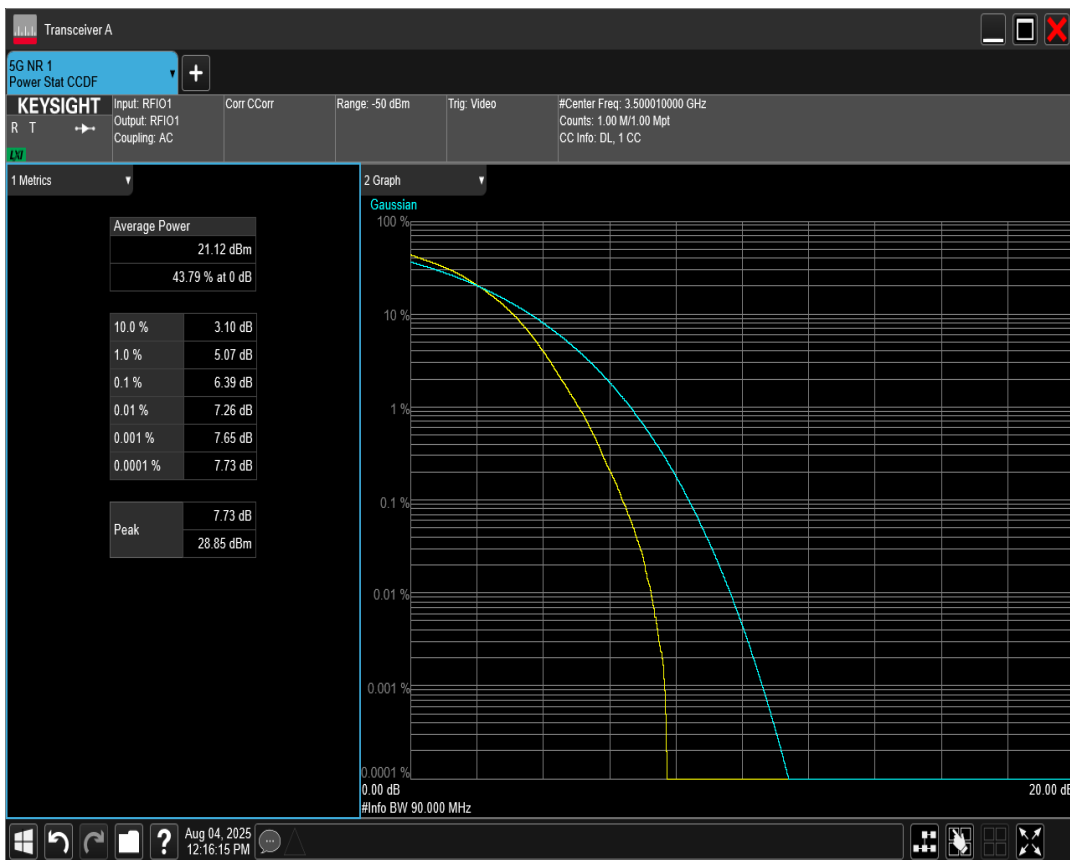 Transceiver A
5G NR 1
Power Stat CCDF
+
KEYSIGHT
R T
LXI
Input: RFIO1
Output: RFIO1
Coupling: AC
Corr CCorr
Range: -50 dBm
Trig: Video
#Center Freq: 3.500010000 GHz
Counts: 1.00 M/1.00 Mpt
CC Info: DL, 1 CC
1 Metrics
Average Power
21.12 dBm
43.79 % at 0 dB
10.0 % 3.10 dB
1.0 % 5.07 dB
0.1 % 6.39 dB
0.01 % 7.26 dB
0.001 % 7.65 dB
0.0001 % 7.73 dB
Peak
7.73 dB
28.85 dBm
2 Graph
Gaussian
100 %
10 %
1 %
0.1 %
0.01 %
0.001 %
0.0001 %
0.00 dB 20.00 dB
#Info BW 90.000 MHz
?
Aug 04, 2025
12:16:15 PM